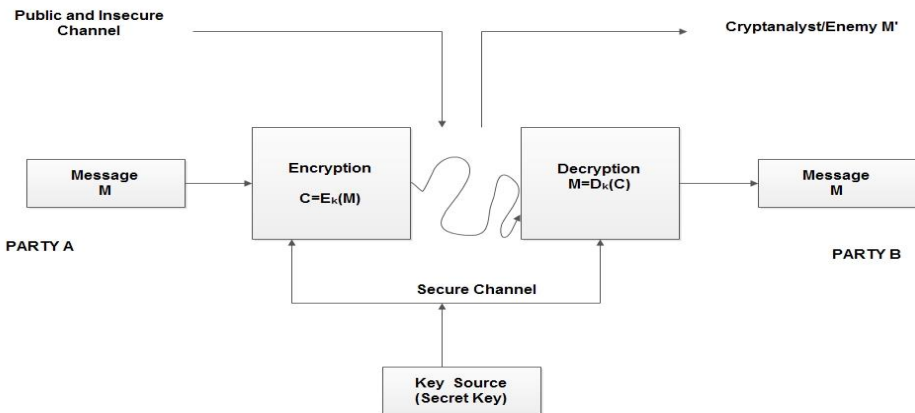 Public and Insecure
Channel
Cryptanalyst/Enemy M'
Message
M
Encryption
C=Eₖ(M)
Decryption
M=Dₖ(C)
Message
M
PARTY A
PARTY B
Secure Channel
Key Source
(Secret Key)